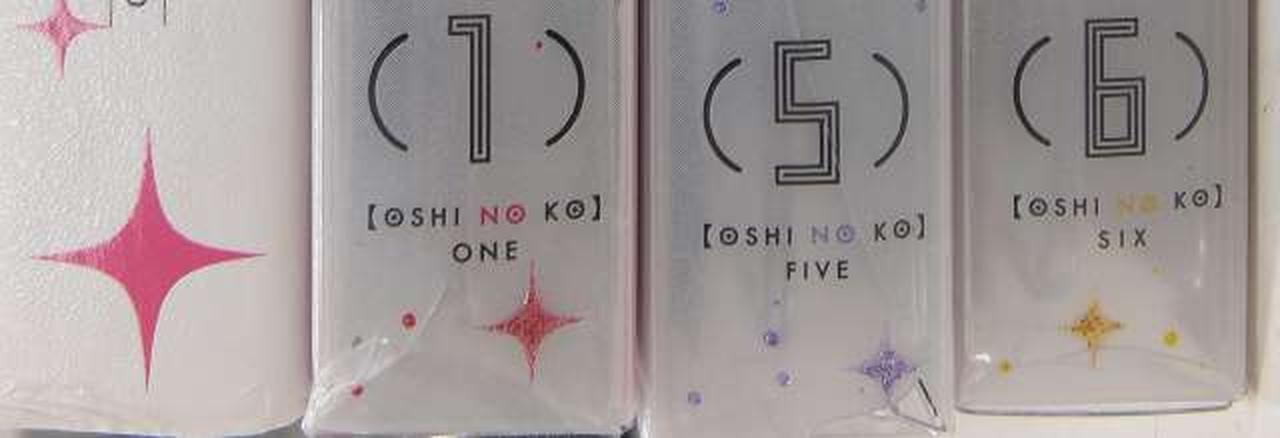 (1)
【OSHI NO KO】
ONE
(5)
【OSHI NO KO】
FIVE
(6)
【OSHI NO KO】
SIX